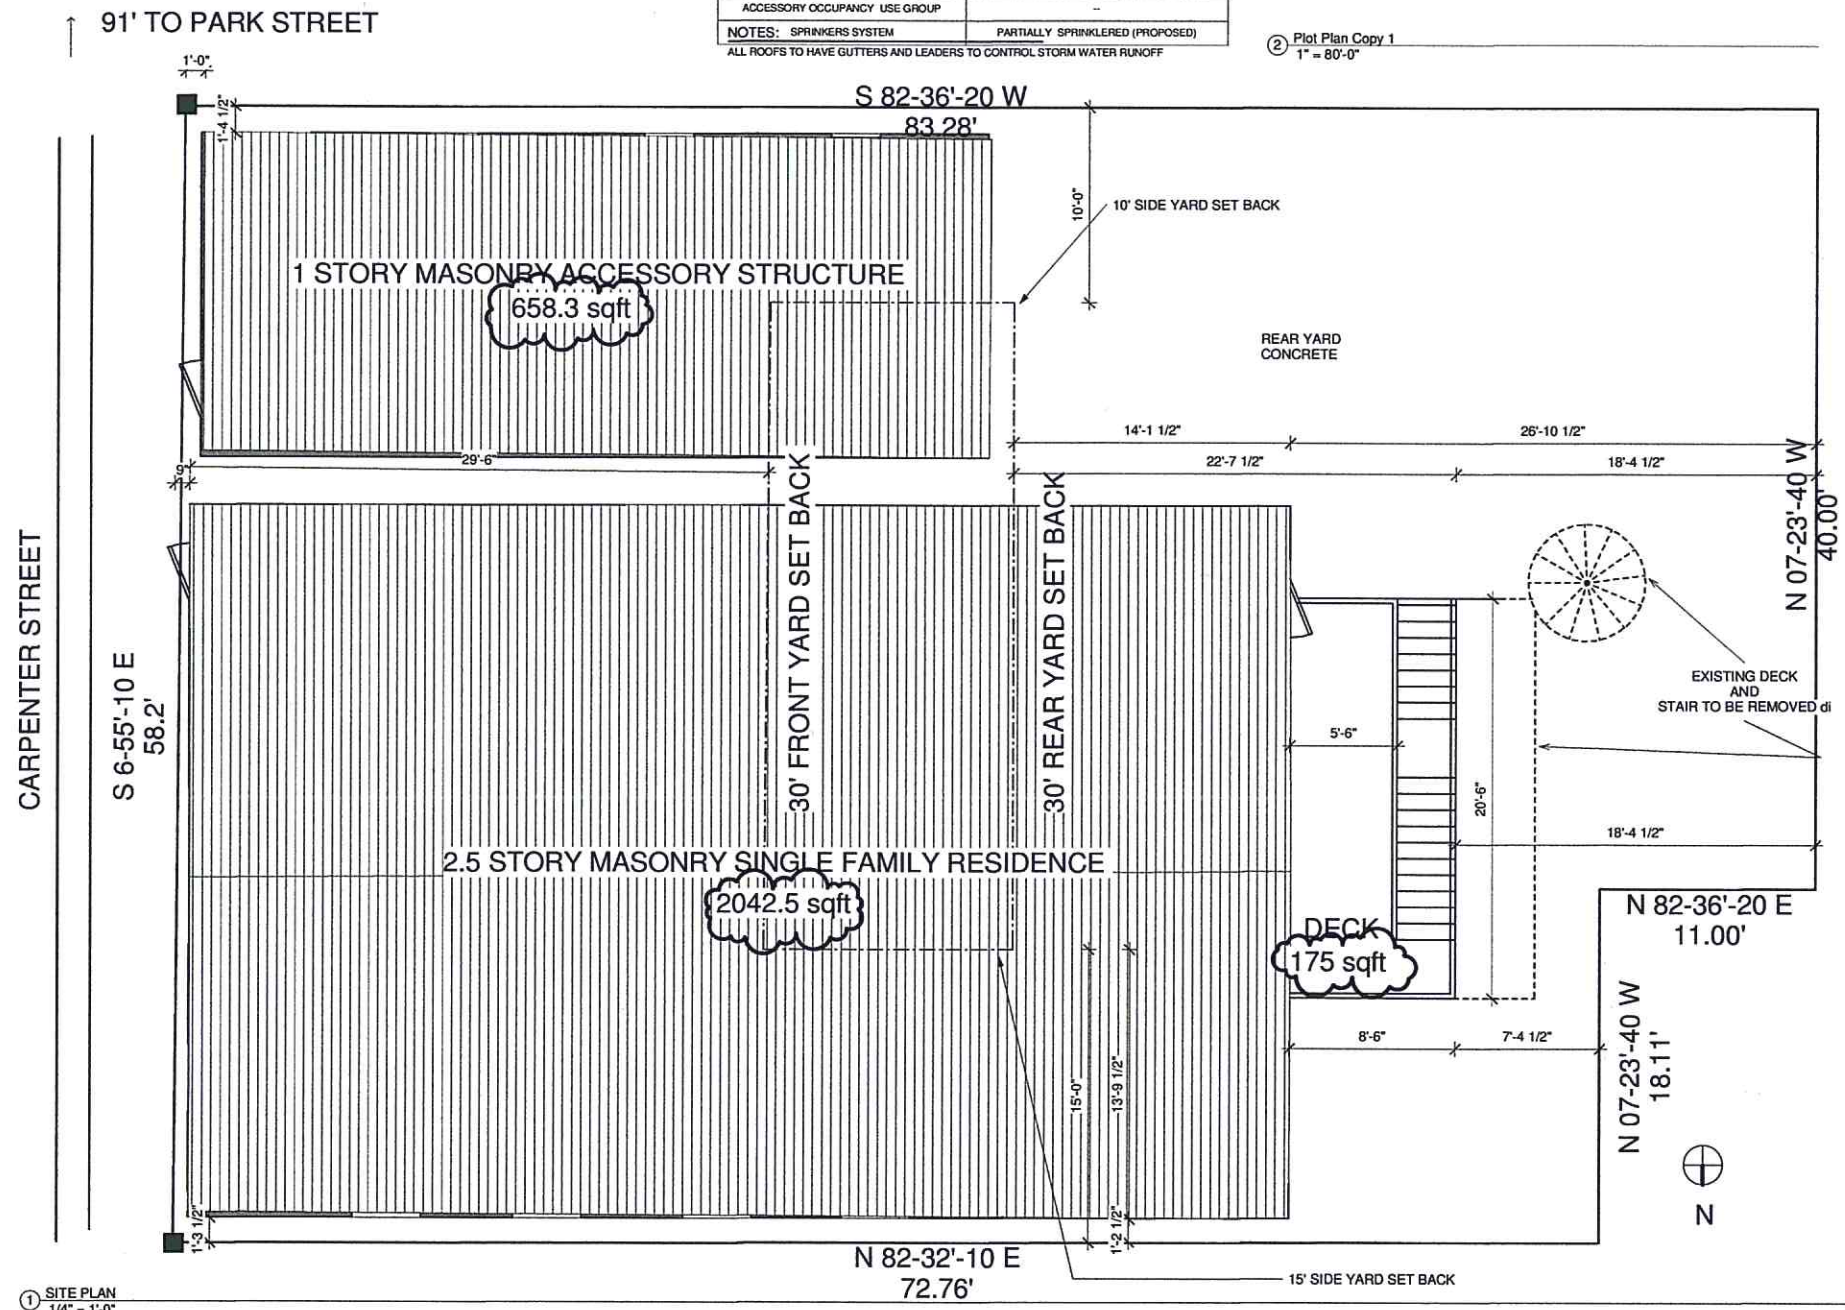 91' TO PARK STREET
ACCESSORY OCCUPANCY USE GROUP
--
NOTES: SPRINKERS SYSTEM
PARTIALLY SPRINKLERED (PROPOSED)
ALL ROOFS TO HAVE GUTTERS AND LEADERS TO CONTROL STORM WATER RUNOFF
2 Plot Plan Copy 1
1" = 80'-0"
1'-0"
1'-4 1/2"
S 82-36'-20 W
83.28'
10'-0"
10' SIDE YARD SET BACK
1 STORY MASONRY ACCESSORY STRUCTURE
658.3 sqft
REAR YARD
CONCRETE
14'-1 1/2"
26'-10 1/2"
9"
29'-6"
22'-7 1/2"
18'-4 1/2"
N 07-23'-40 W
40.00'
30' FRONT YARD SET BACK
30' REAR YARD SET BACK
CARPENTER STREET
S 6-55'-10 E
58.2'
EXISTING DECK
AND
STAIR TO BE REMOVED di
5'-6"
20'-6"
18'-4 1/2"
2.5 STORY MASONRY SINGLE FAMILY RESIDENCE
2042.5 sqft
DECK
175 sqft
N 82-36'-20 E
11.00'
8'-6"
7'-4 1/2"
N 07-23'-40 W
18.11'
15'-0"
13'-9 1/2"
N
1'-3 1/2"
1'-2 1/2"
N 82-32'-10 E
72.76'
15' SIDE YARD SET BACK
1 SITE PLAN
1/4" = 1'-0"